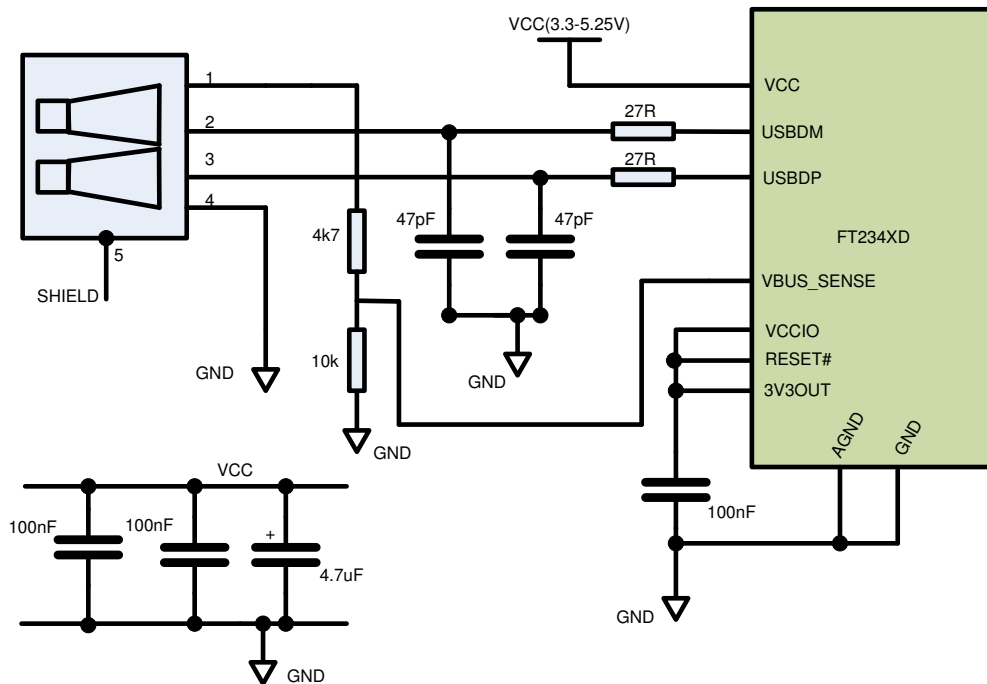 VCC(3.3-5.25V)
1
VCC
2
27R
USBDM
3
27R
USBDP
4
47pF
47pF
4k7
FT234XD
5
SHIELD
VBUS_SENSE
VCCIO
10k
RESET#
GND
GND
3V3OUT
AGND
GND
GND
VCC
100nF
100nF
+
100nF
4.7uF
GND
GND